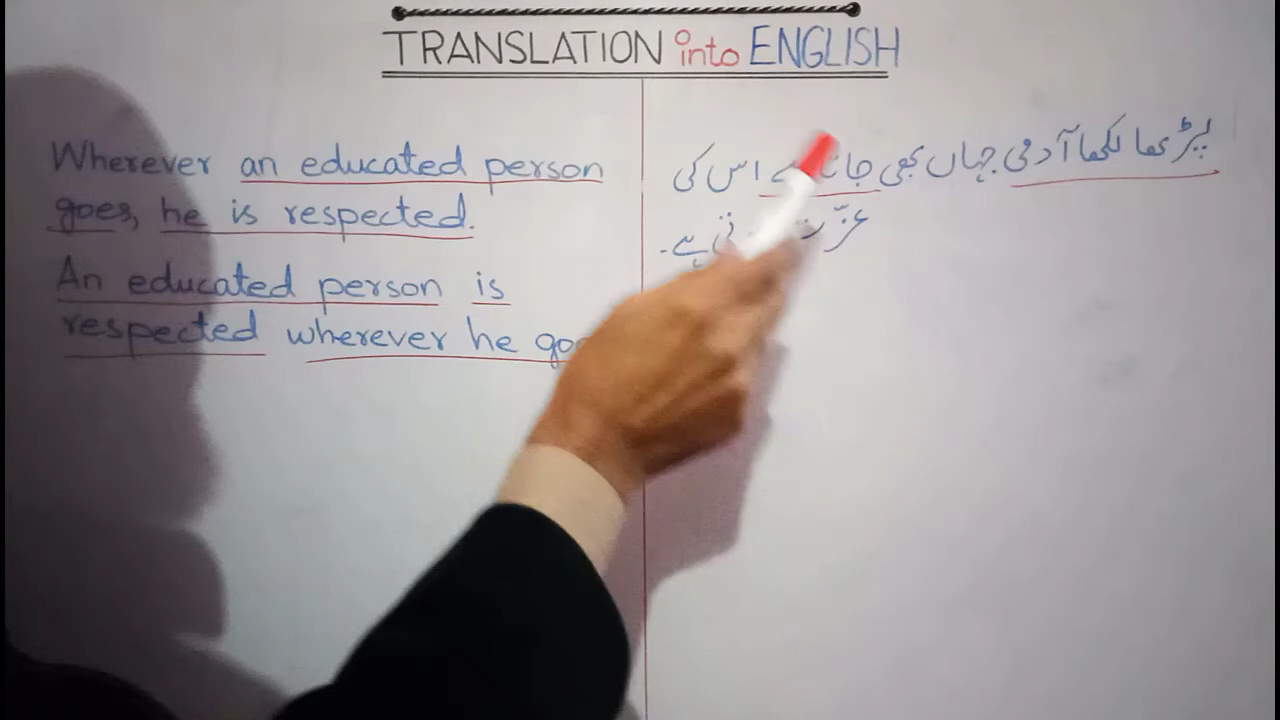 TRANSLATION into ENGLISH
Wherever an educated person
goes, he is respected.
An educated person is
respected wherever he
پڑھا لکھا آدمی جہاں بھی اس کی
ہے۔